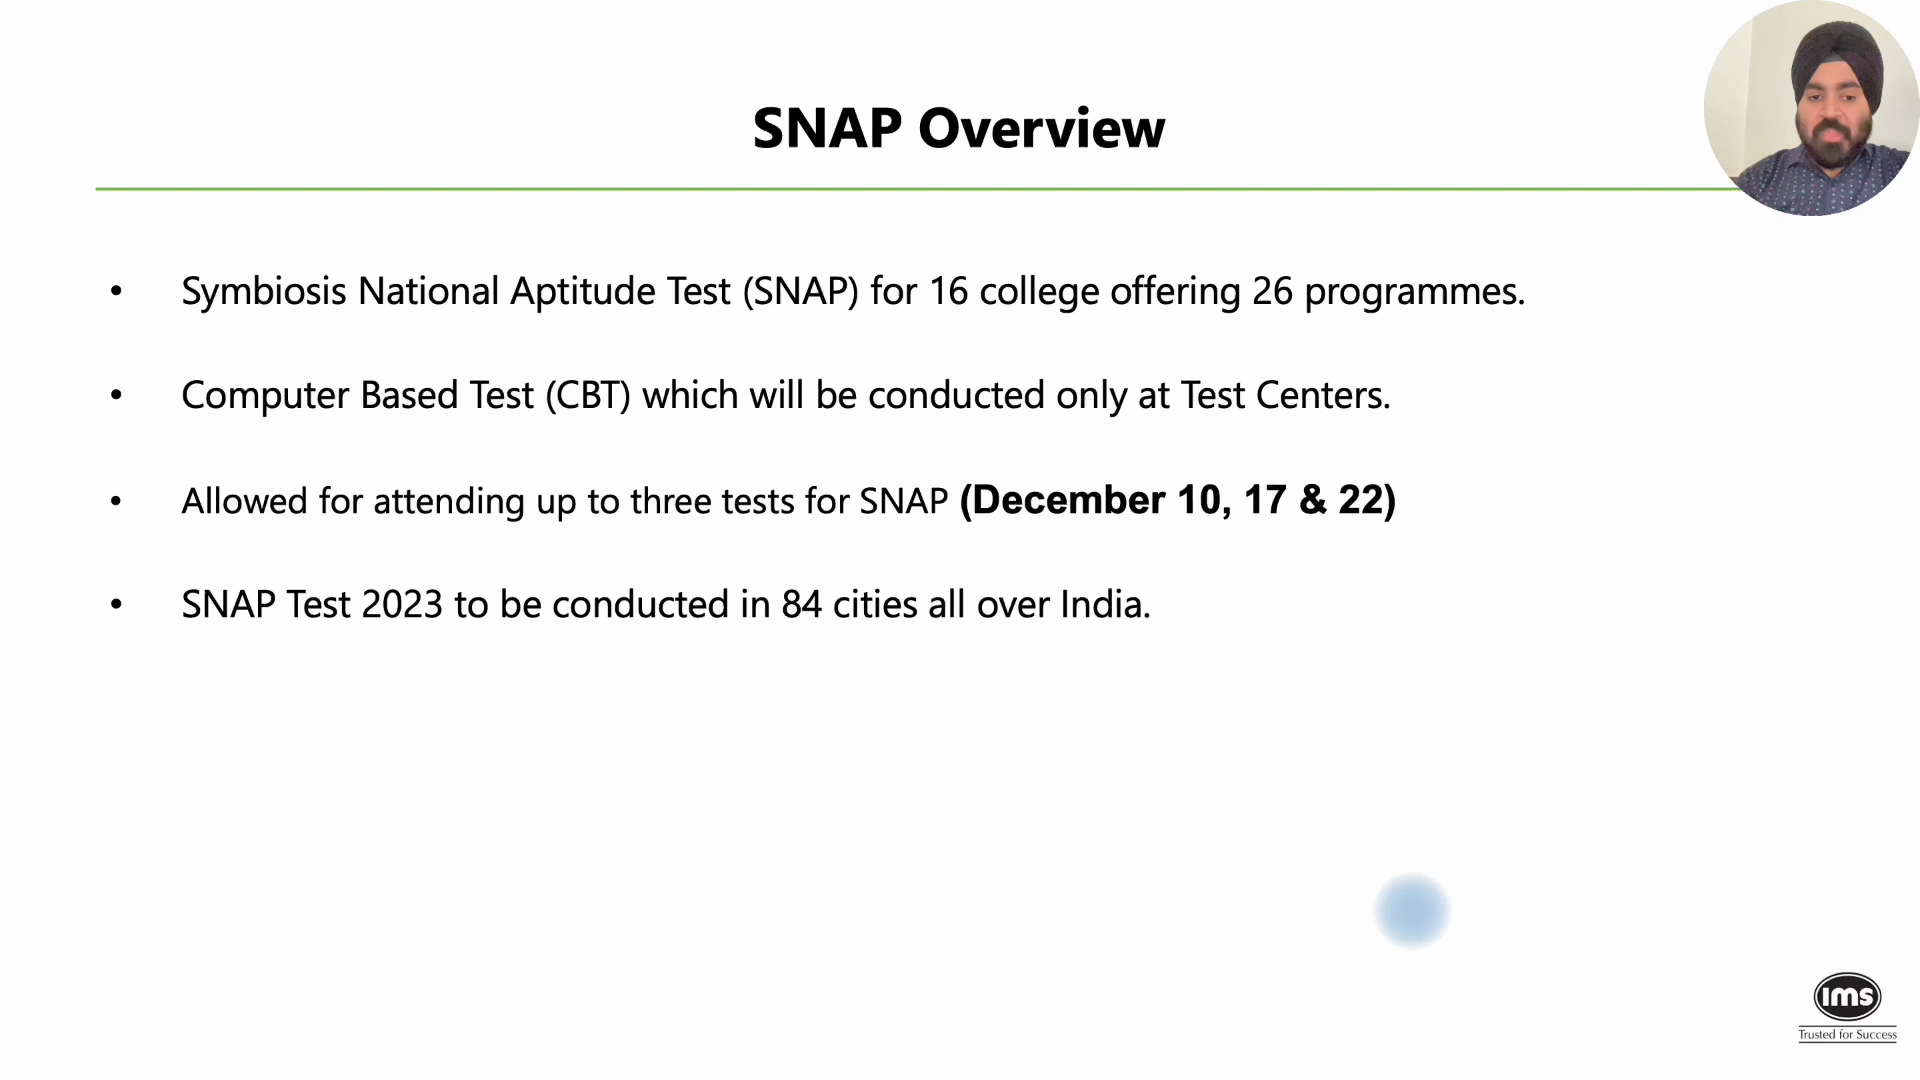 SNAP Overview
• Symbiosis National Aptitude Test (SNAP) for 16 college offering 26 programmes.
• Computer Based Test (CBT) which will be conducted only at Test Centers.
• Allowed for attending up to three tests for SNAP (December 10, 17 & 22)
• SNAP Test 2023 to be conducted in 84 cities all over India.
ims
Trusted for Success